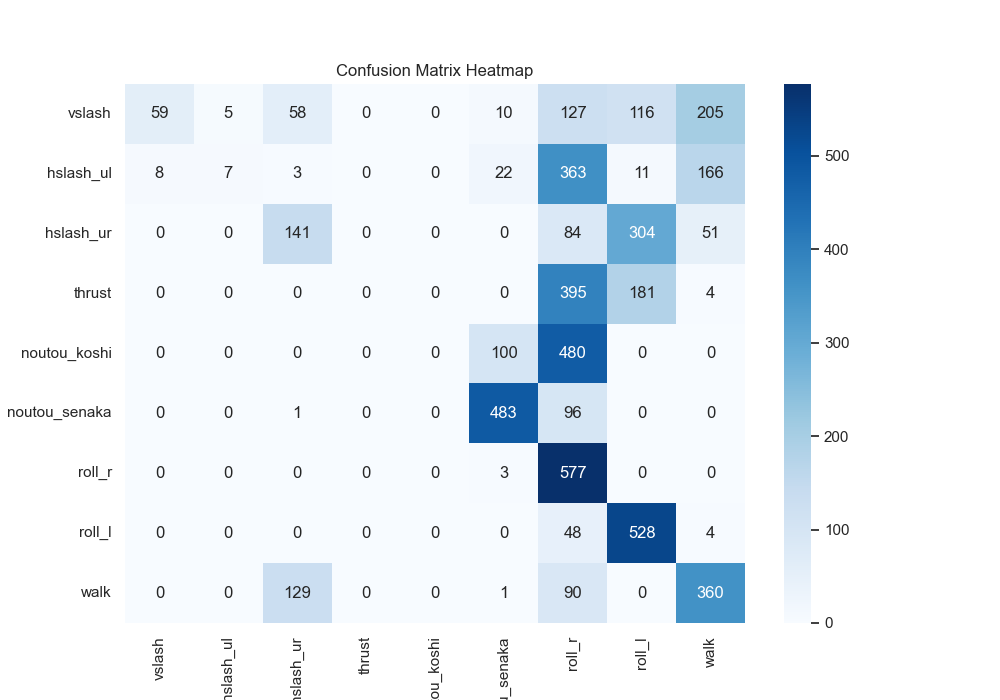 Confusion Matrix Heatmap
vslash 59 5 58 0 0 10 127 116 205
hslash_ul 8 7 3 0 0 22 363 11 166
hslash_ur 0 0 141 0 0 0 84 304 51
thrust 0 0 0 0 0 0 395 181 4
noutou_koshi 0 0 0 0 0 100 480 0 0
noutou_senaka 0 0 1 0 0 483 96 0 0
roll_r 0 0 0 0 0 3 577 0 0
roll_l 0 0 0 0 0 0 48 528 4
walk 0 0 129 0 0 1 90 0 360
vslash
hslash_ul
hslash_ur
thrust
ou_koshi
u_senaka
roll_r
roll_l
walk
500
400
300
200
100
0